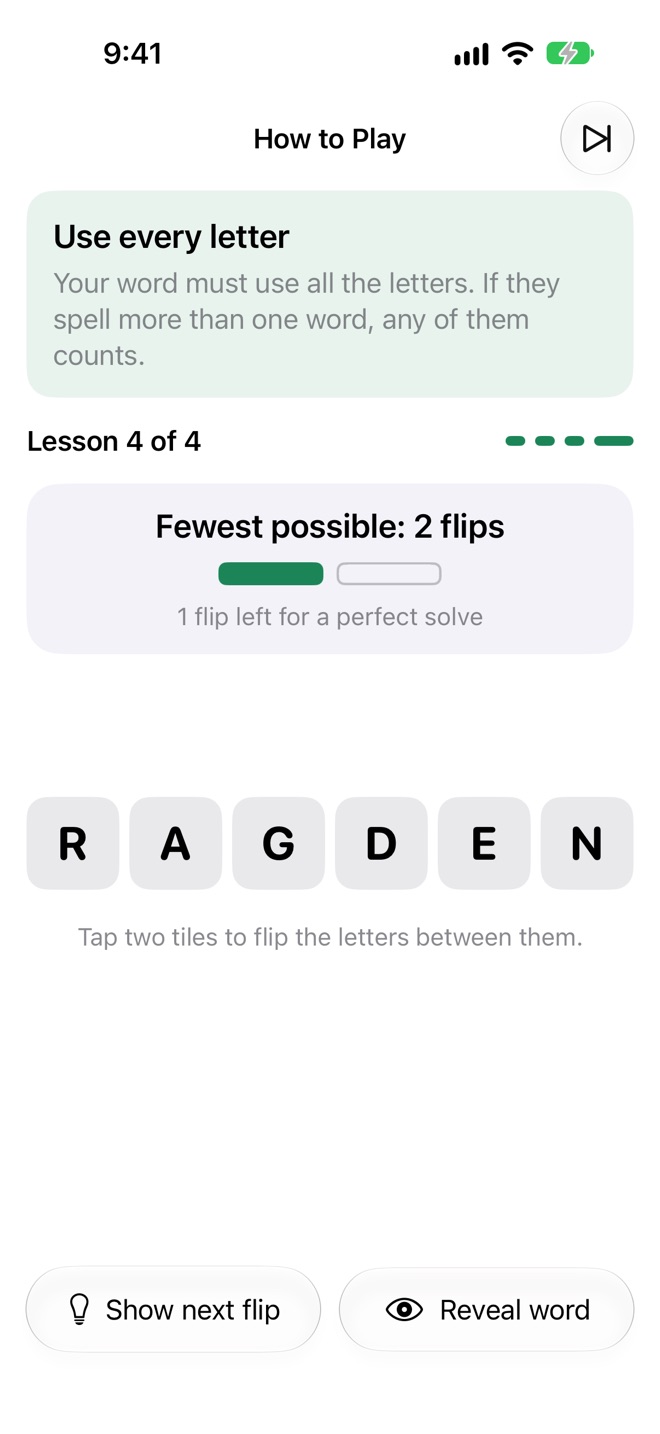 9:41
How to Play
Use every letter
Your word must use all the letters. If they
spell more than one word, any of them
counts.
Lesson 4 of 4
Fewest possible: 2 flips
1 flip left for a perfect solve
R A G D E N
Tap two tiles to flip the letters between them.
Show next flip
Reveal word